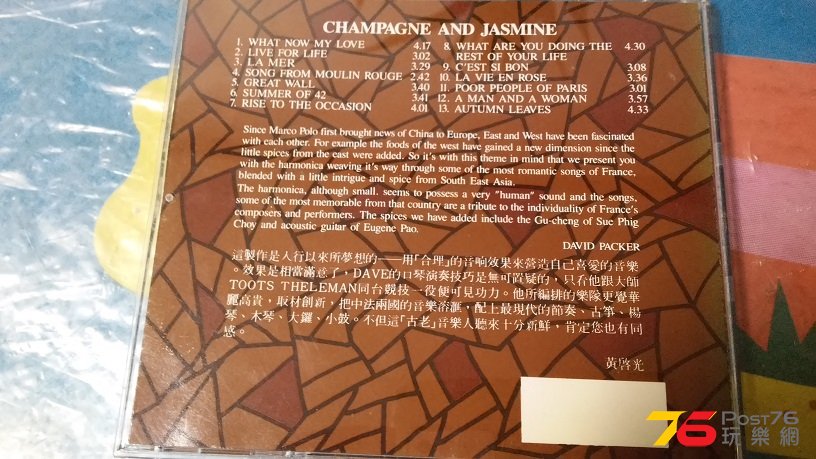 CHAMPAGNE AND JASMINE
1. WHAT NOW MY LOVE 4.17
2. LIVE FOR LIFE 3.02
3. LA MER 3.29
4. SONG FROM MOULIN ROUGE 2.42
5. GREAT WALL 3.40
6. SUMMER OF 42 3.41
7. RISE TO THE OCCASION 4.01
8. WHAT ARE YOU DOING THE 4.30
REST OF YOUR LIFE
9. C'EST SI BON 3.08
10. LA VIE EN ROSE 3.36
11. POOR PEOPLE OF PARIS 3.01
12. A MAN AND A WOMAN 3.57
13. AUTUMN LEAVES 4.33
Since Marco Polo first brought news of China to Europe, East and West have been fascinated
with each other. For example the foods of the west have gained a new dimension since the
little spices from the east were added. So it's with this theme in mind that we present you
with the harmonica weaving it's way through some of the most romantic songs of France,
blended with a little intrigue and spice from South East Asia.
The harmonica, although small, seems to possess a very "human" sound and the songs,
some of the most memorable from that country are a tribute to the individuality of France's
composers and performers. The spices we have added include the Gu-cheng of Sue Phig
Choy and acoustic guitar of Eugene Pao.
DAVID PACKER
這製作是人行以來所夢想的──用「合理」的音响效果來營造自己喜愛的音樂
。效果是相當滿意了，DAVE的口琴演奏技巧是無可置疑的，只看他跟大師
TOOTS THELEMAN同台競技一役便可見功力。他所編排的樂隊更覺華
麗高貴，取材創新，把中法兩國的音樂滙，配上最現代的節奏、古箏、楊
琴、木琴、大鑼、小鼓。不但這「古老」音樂人聽來十分新鮮，肯定您也有同
感。
黃啓光
76 POST76
玩樂網